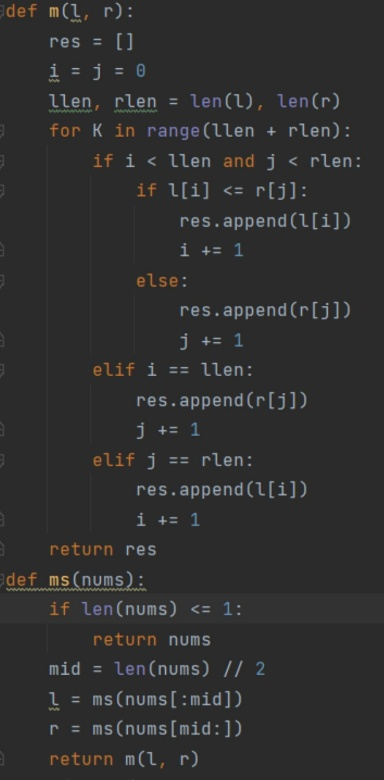 def m(l, r):
    res = []
    i = j = 0
    llen, rlen = len(l), len(r)
    for K in range(llen + rlen):
        if i < llen and j < rlen:
            if l[i] <= r[j]:
                res.append(l[i])
                i += 1
            else:
                res.append(r[j])
                j += 1
        elif i == llen:
            res.append(r[j])
            j += 1
        elif j == rlen:
            res.append(l[i])
            i += 1
    return res
def ms(nums):
    if len(nums) <= 1:
        return nums
    mid = len(nums) // 2
    l = ms(nums[:mid])
    r = ms(nums[mid:])
    return m(l, r)